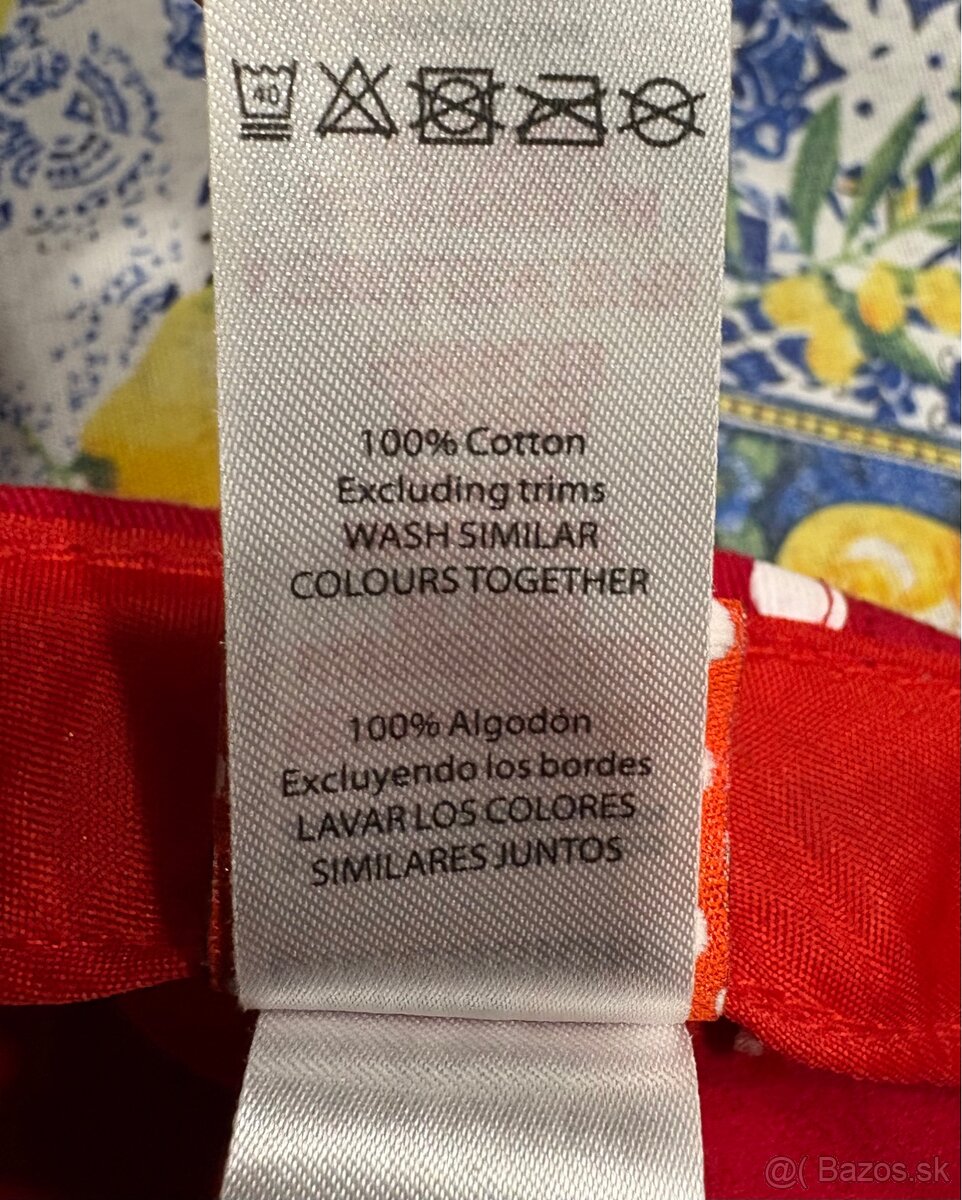 40
100% Cotton
Excluding trims
WASH SIMILAR
COLOURS TOGETHER
100% Algodón
Excluyendo los bordes
LAVAR LOS COLORES
SIMILARES JUNTOS
@( Bazos.sk